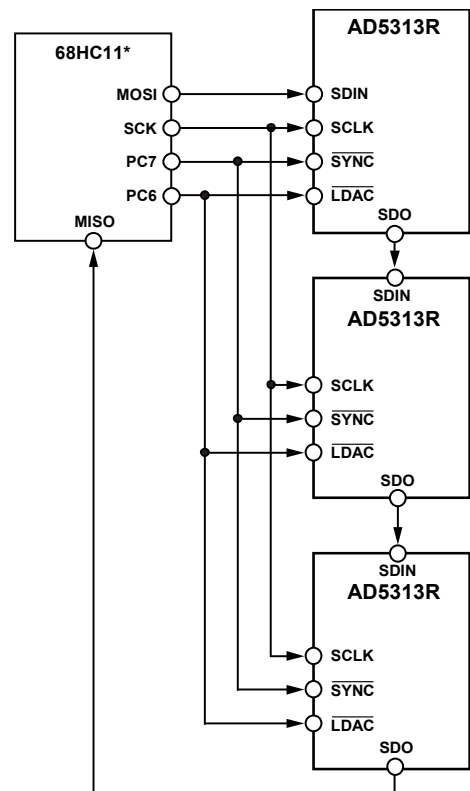 68HC11*
MOSI
SCK
PC7
PC6
MISO
AD5313R
SDIN
SCLK
SYNC
LDAC
SDO
SDIN
AD5313R
SCLK
SYNC
LDAC
SDO
SDIN
AD5313R
SCLK
SYNC
LDAC
SDO